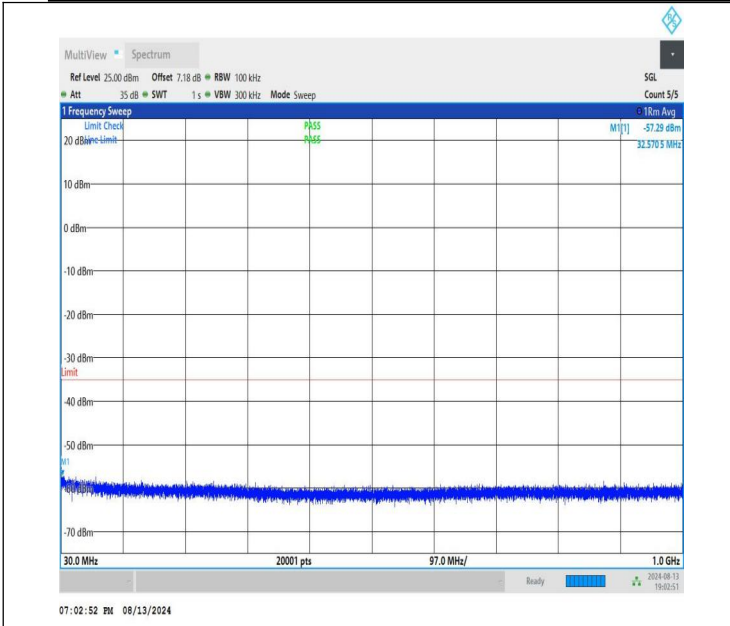 MultiView Spectrum
Ref Level 25.00 dBm Offset 7.18 dB RBW 100 kHz SGL
Att 35 dB SWT 1 s VBW 300 kHz Mode Sweep Count 5/5
1 Frequency Sweep 1Rm Avg
Limit Check PASS M1[1] -57.29 dBm
20 dBm Line Limit PASS 32.570 5 MHz
10 dBm
0 dBm
-10 dBm
-20 dBm
-30 dBm
Limit
-40 dBm
-50 dBm
M1
-60 dBm
-70 dBm
30.0 MHz 20001 pts 97.0 MHz/ 1.0 GHz
Ready 2024-08-13
19:02:51
07:02:52 PM 08/13/2024